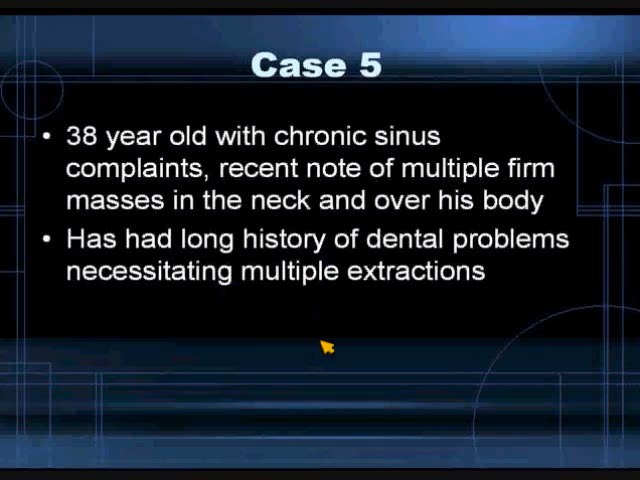 Case 5
• 38 year old with chronic sinus
complaints, recent note of multiple firm
masses in the neck and over his body
• Has had long history of dental problems
necessitating multiple extractions